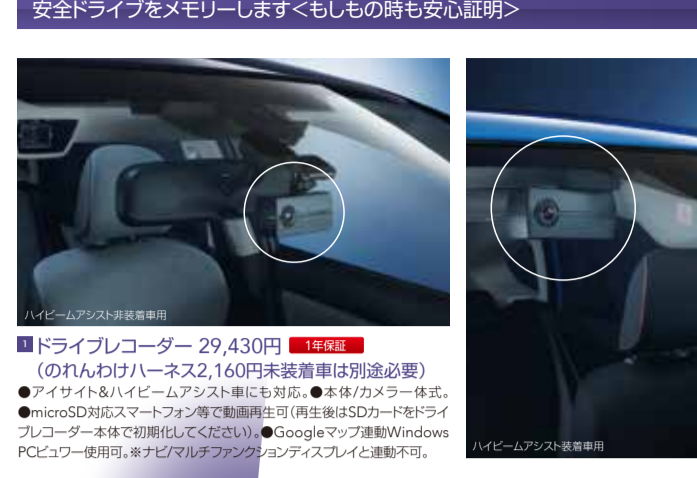 安全ドライブをメモリーします＜もしもの時も安心証明＞
ハイビームアシスト非装着車用
1 ドライブレコーダー 29,430円 1年保証
（のれんわけハーネス2,160円未装着車は別途必要）
●アイサイト&ハイビームアシスト車にも対応。●本体/カメラ一体式。
●microSD対応スマートフォン等で動画再生可（再生後はSDカードをドライ
ブレコーダー本体で初期化してください）。●Googleマップ連動Windows
PCビュワー使用可。※ナビ/マルチファンクションディスプレイと連動不可。
ハイビームアシスト装着車用